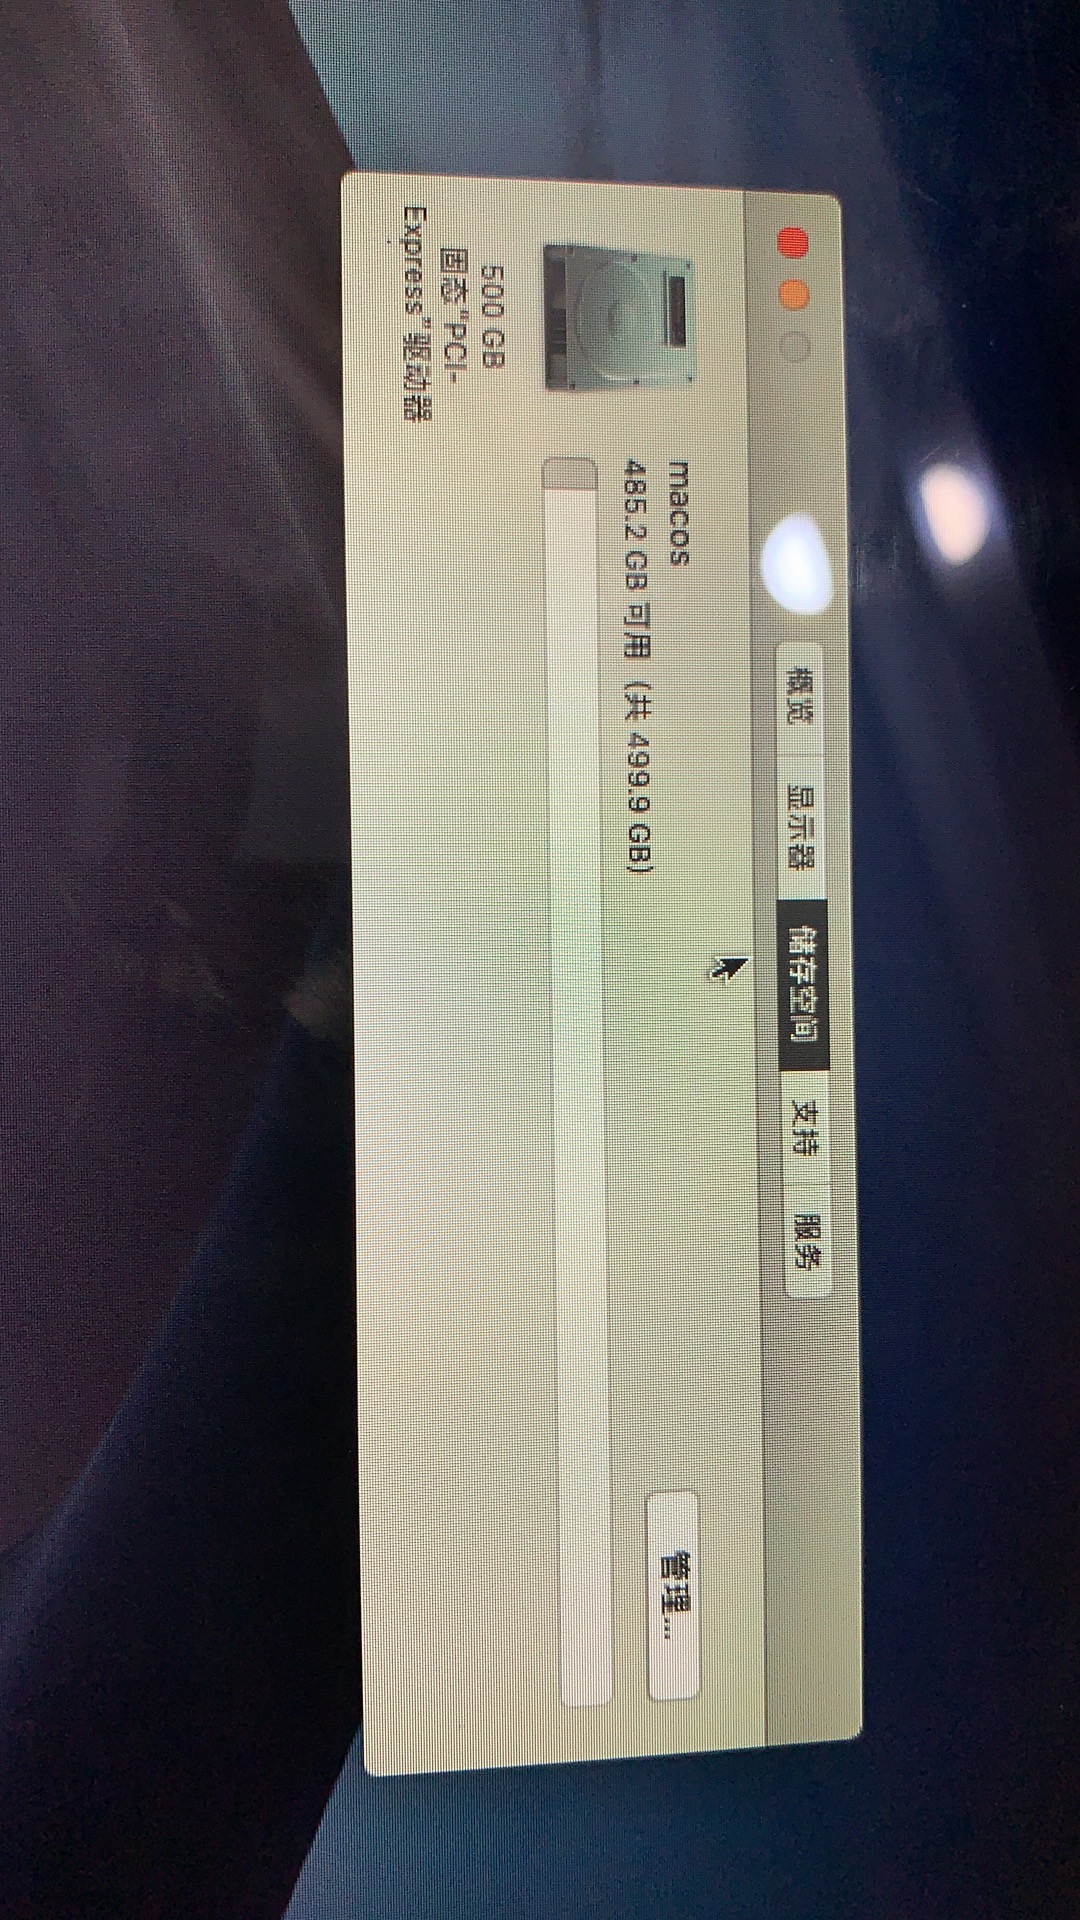 概览 显示器 储存空间 支持 服务
macos
485.2 GB 可用（共 499.9 GB）
管理...
500 GB
固态“PCI-
Express”驱动器